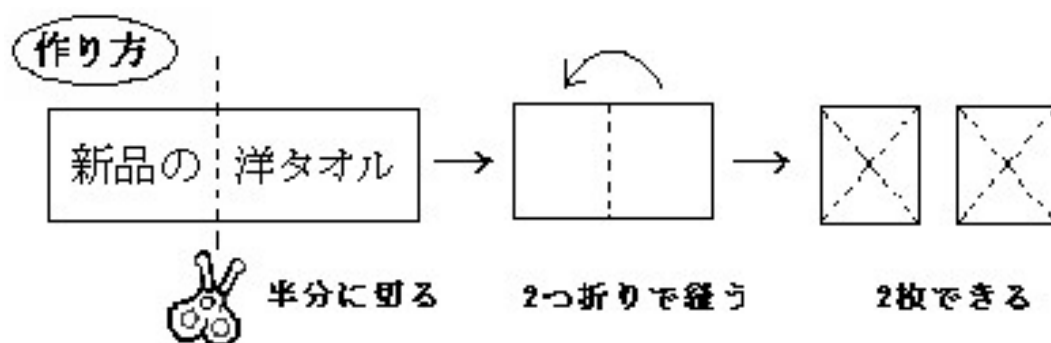 作り方
新品の洋タオル
半分に切る
2つ折りで縫う
2枚できる